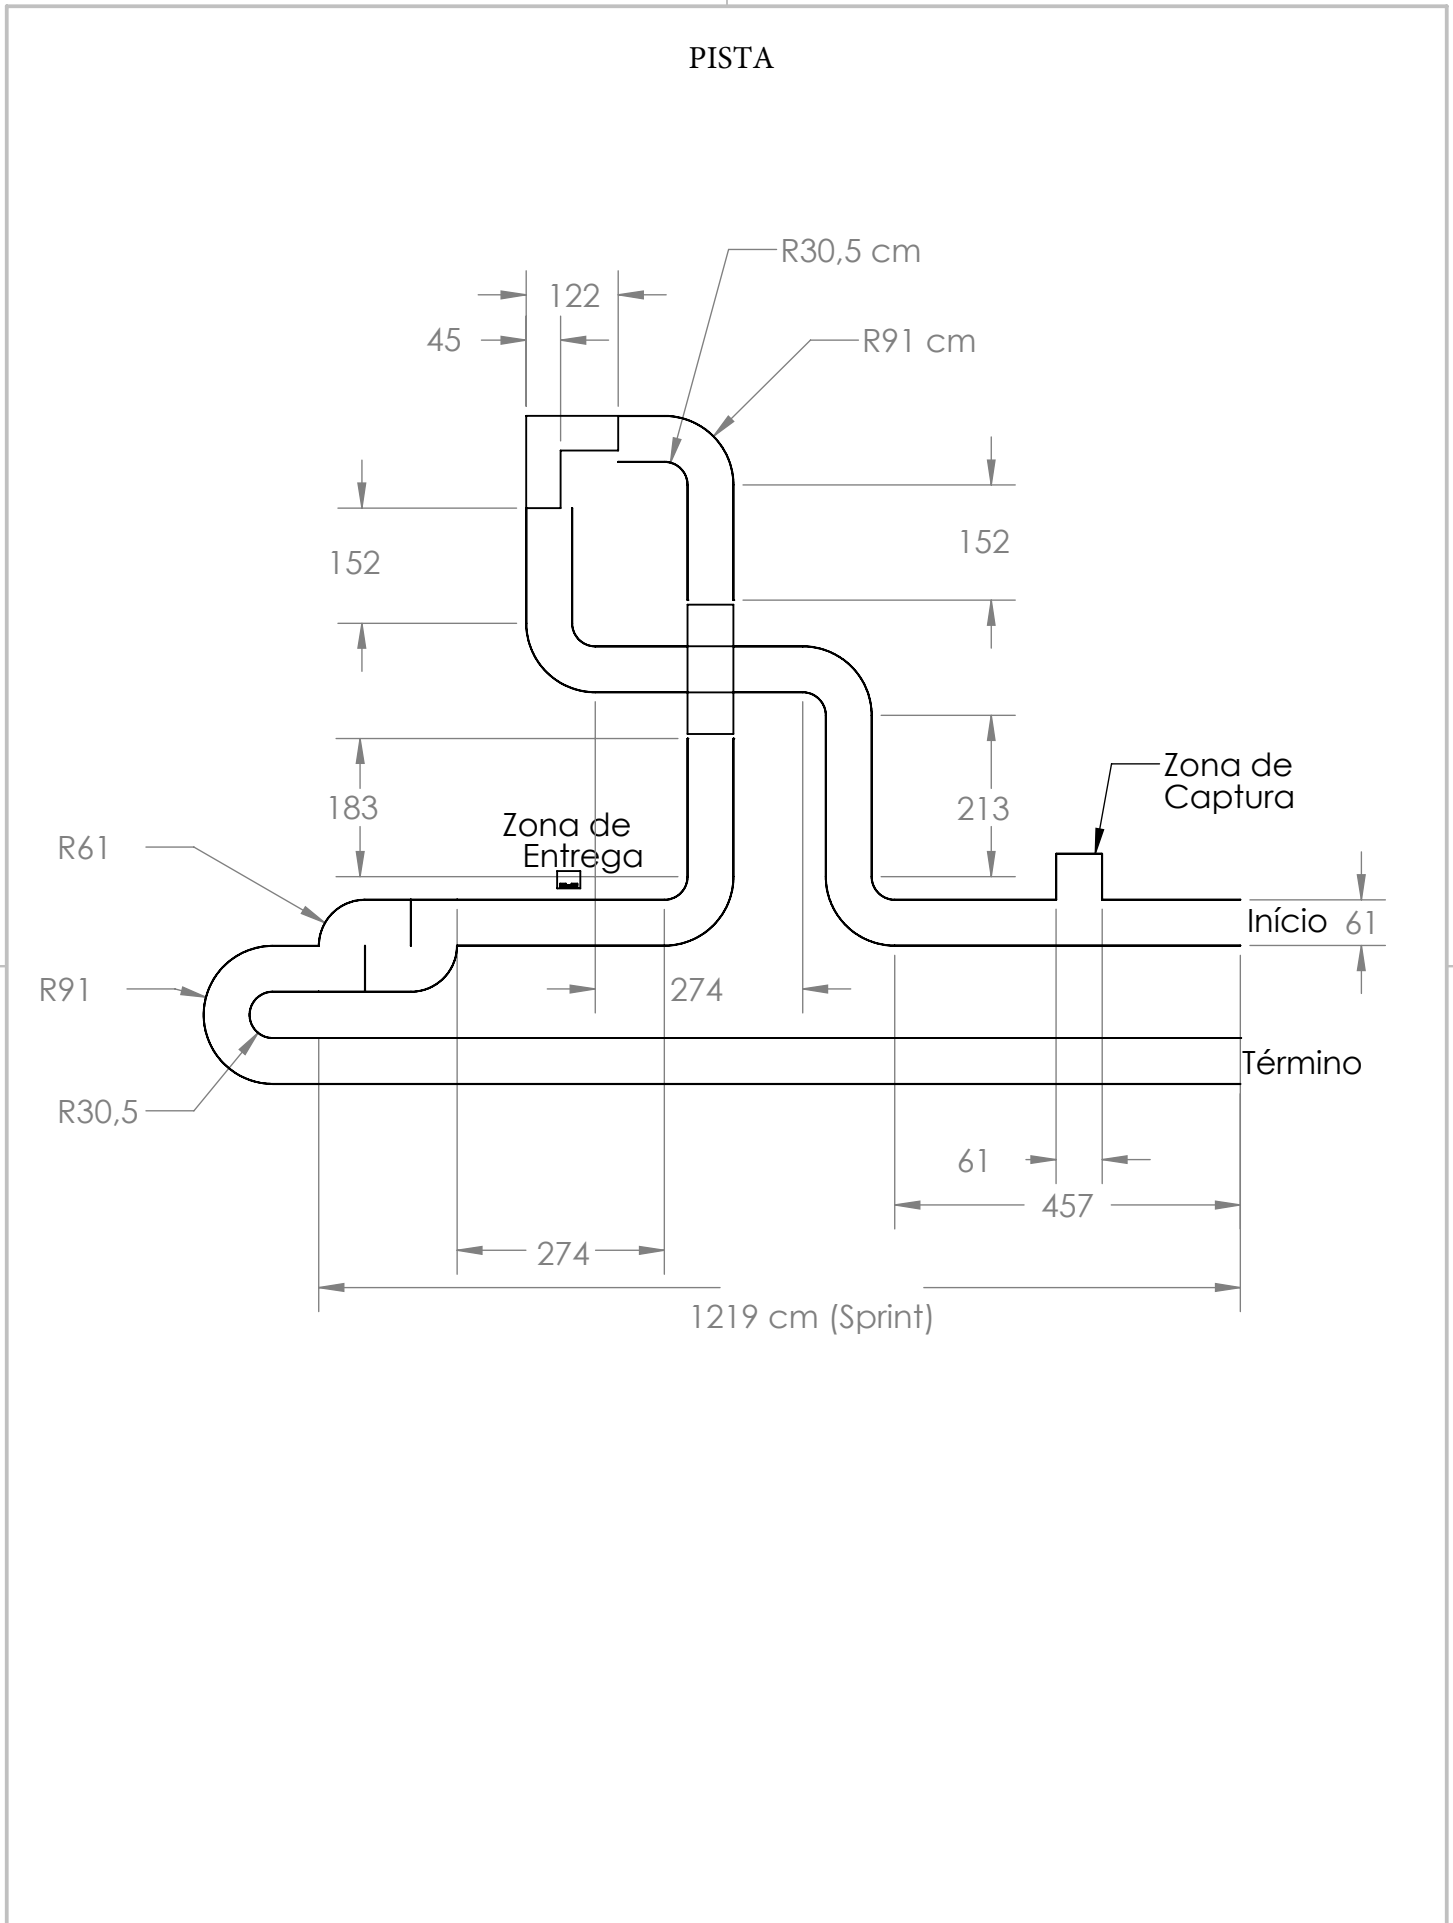 PISTA
R30,5 cm
122
45
R91 cm
152
152
Zona de
Captura
183
213
Zona de
Entrega
R61
Início 61
R91
274
Término
R30,5
61
457
274
1219 cm (Sprint)